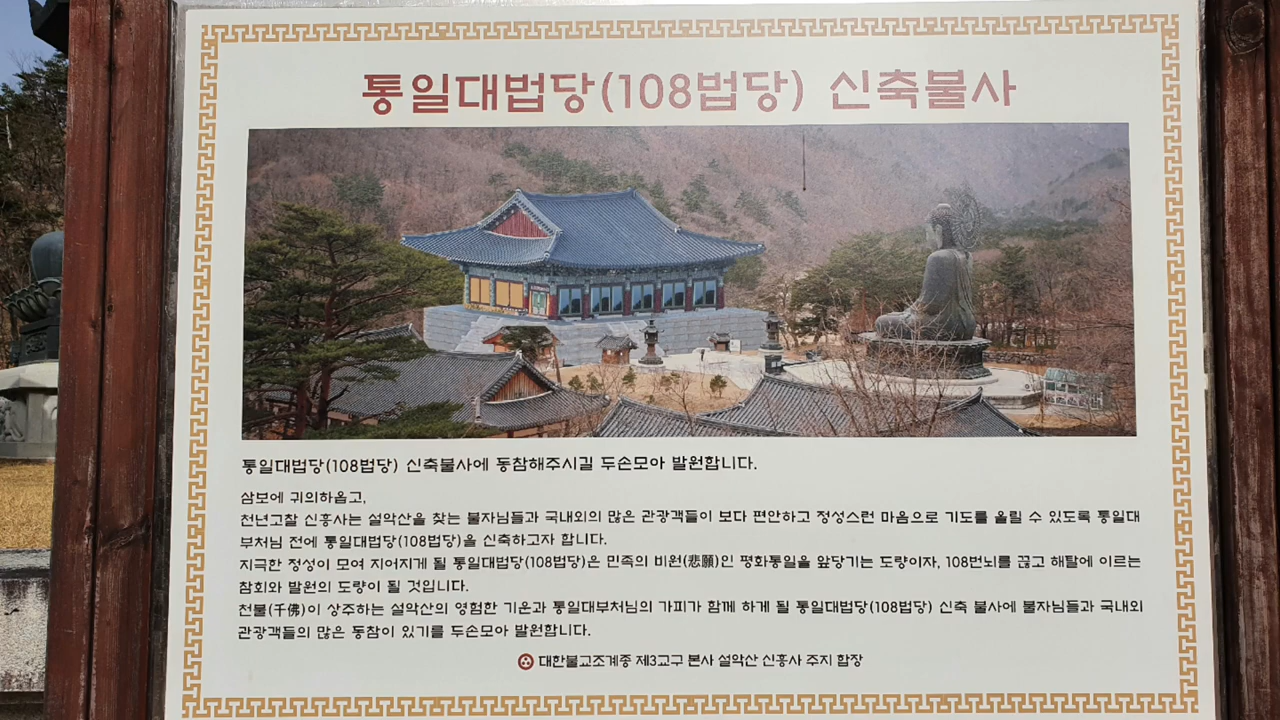 통일대법당(108법당) 신축불사
통일대법당(108법당) 신축불사에 동참해주시길 두손모아 발원합니다.
삼보에 귀의하옵고,
천년고찰 신흥사는 설악산을 찾는 불자님들과 국내외의 많은 관광객들이 보다 편안하고 정성스런 마음으로 기도를 올릴 수 있도록 통일대
부처님 전에 통일대법당(108법당)을 신축하고자 합니다.
지극한 정성이 모여 지어지게 될 통일대법당(108법당)은 민족의 비원(悲願)인 평화통일을 앞당기는 도량이자, 108번뇌를 끊고 해탈에 이르는
참회와 발원의 도량이 될 것입니다.
천불(千佛)이 상주하는 설악산의 영험한 기운과 통일대부처님의 가피가 함께 하게 될 통일대법당(108법당) 신축 불사에 불자님들과 국내외
관광객들의 많은 동참이 있기를 두손모아 발원합니다.
대한불교조계종 제3교구 본사 설악산 신흥사 주지 합장